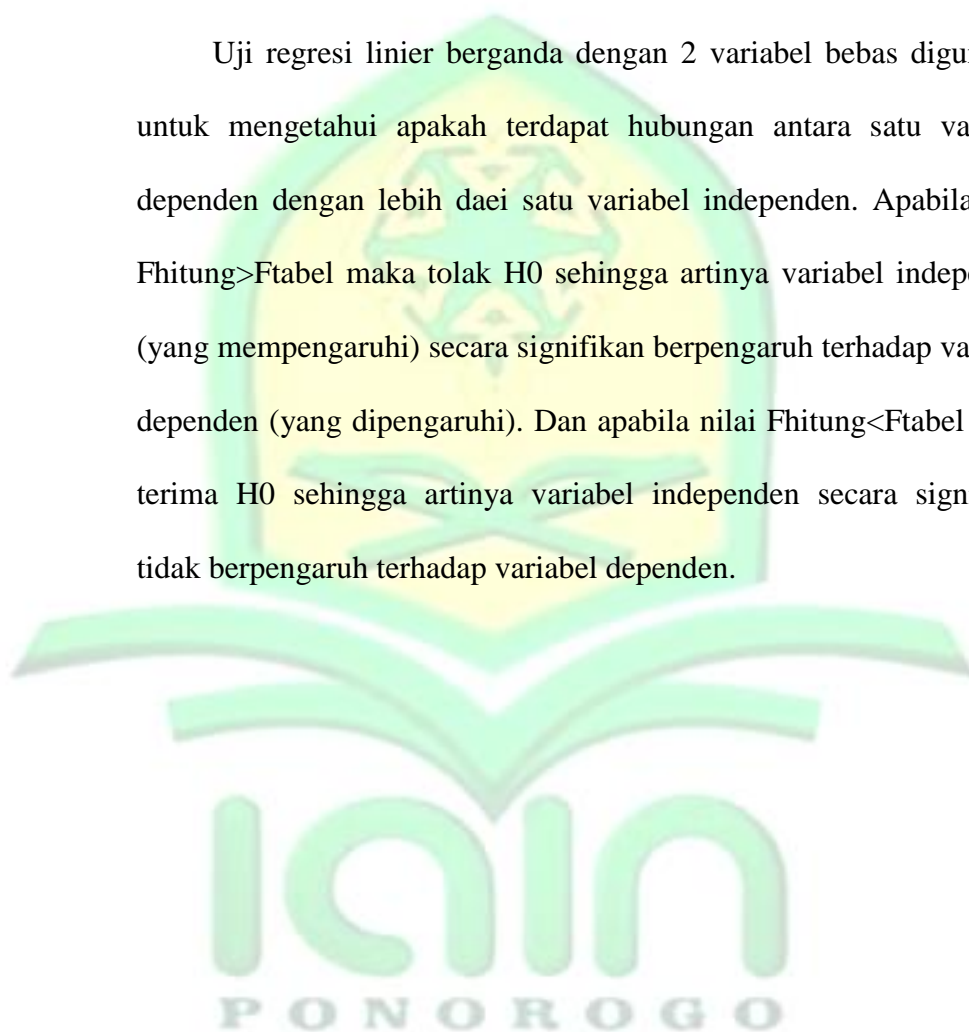 Uji regresi linier berganda dengan 2 variabel bebas digu
untuk mengetahui apakah terdapat hubungan antara satu va
dependen dengan lebih daei satu variabel independen. Apabila
Fhitung>Ftabel maka tolak H0 sehingga artinya variabel indep
(yang mempengaruhi) secara signifikan berpengaruh terhadap va
dependen (yang dipengaruhi). Dan apabila nilai Fhitung<Ftabel
terima H0 sehingga artinya variabel independen secara sign
tidak berpengaruh terhadap variabel dependen.
iain
PONOROGO